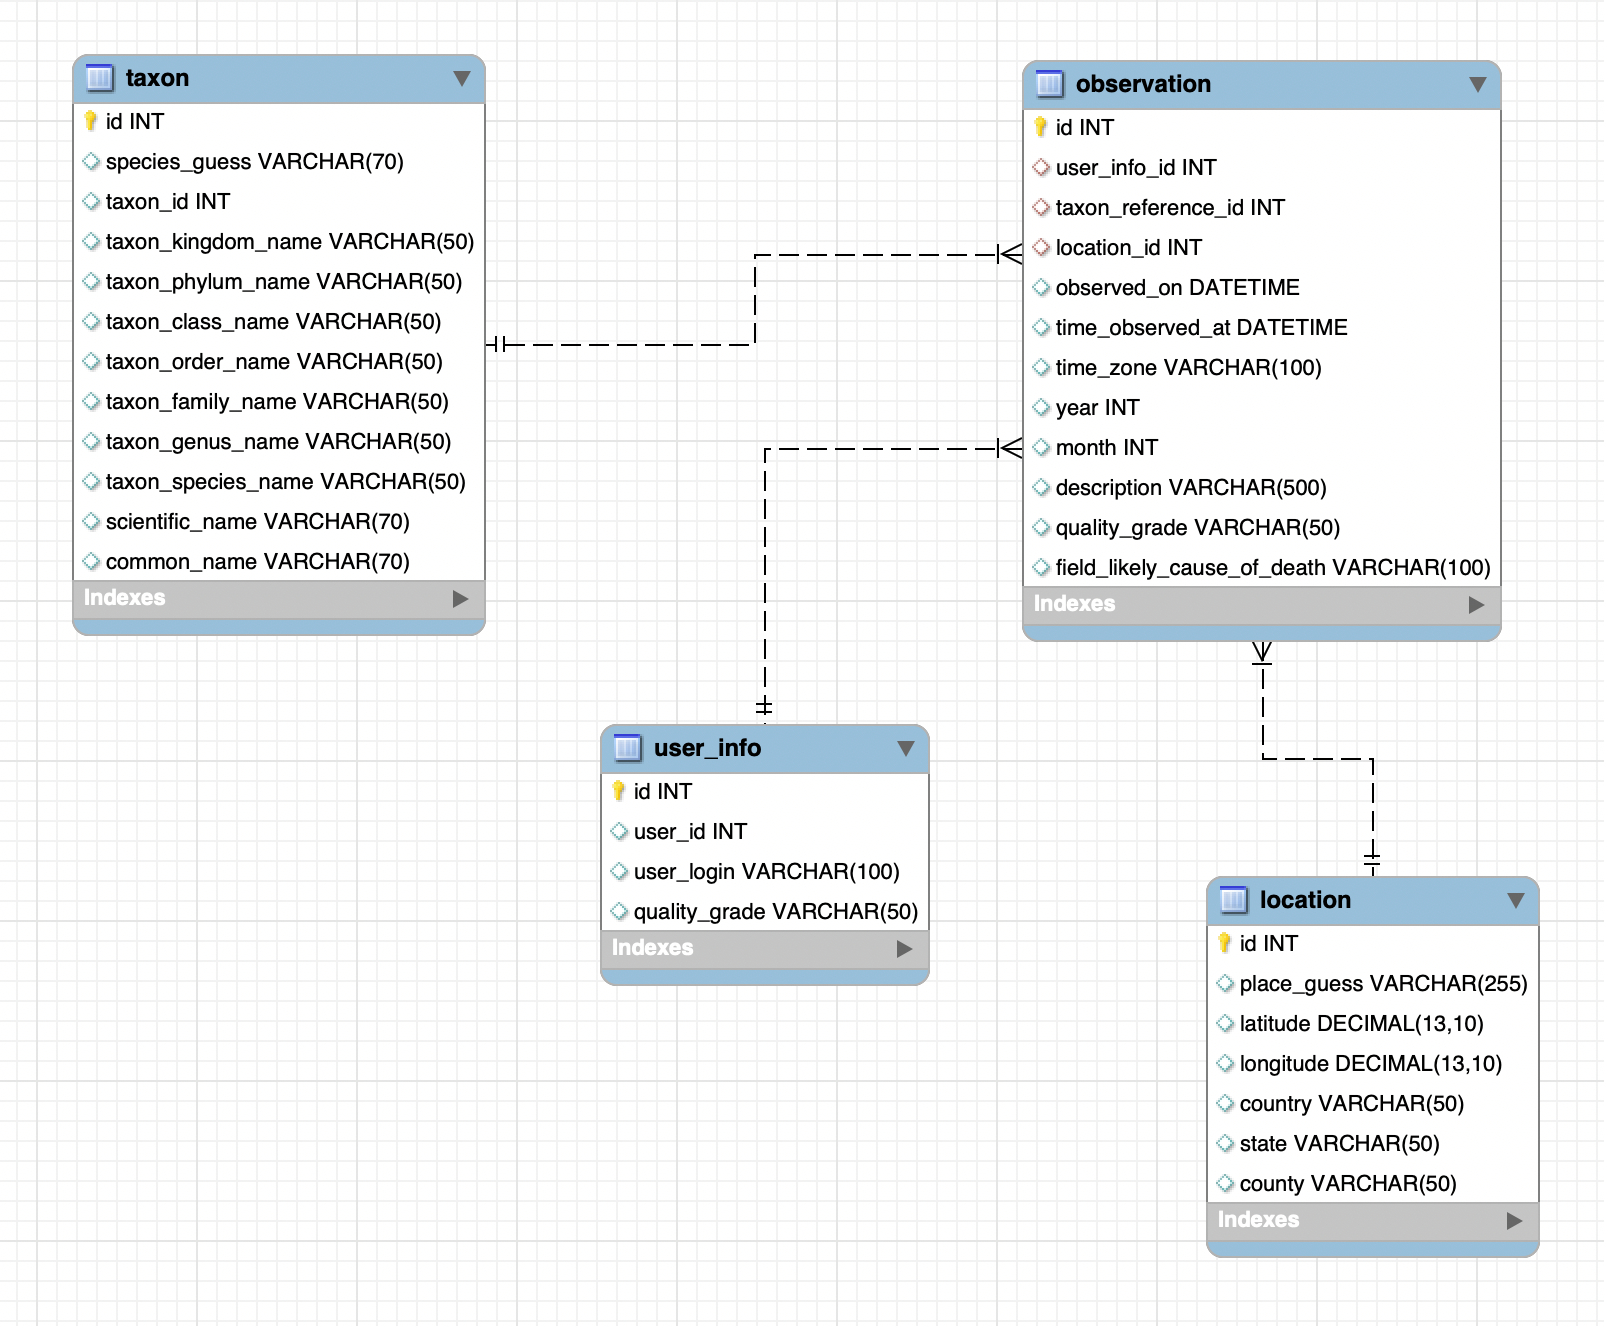 taxon
id INT
species_guess VARCHAR(70)
taxon_id INT
taxon_kingdom_name VARCHAR(50)
taxon_phylum_name VARCHAR(50)
taxon_class_name VARCHAR(50)
taxon_order_name VARCHAR(50)
taxon_family_name VARCHAR(50)
taxon_genus_name VARCHAR(50)
taxon_species_name VARCHAR(50)
scientific_name VARCHAR(70)
common_name VARCHAR(70)
Indexes
observation
id INT
user_info_id INT
taxon_reference_id INT
location_id INT
observed_on DATETIME
time_observed_at DATETIME
time_zone VARCHAR(100)
year INT
month INT
description VARCHAR(500)
quality_grade VARCHAR(50)
field_likely_cause_of_death VARCHAR(100)
Indexes
user_info
id INT
user_id INT
user_login VARCHAR(100)
quality_grade VARCHAR(50)
Indexes
location
id INT
place_guess VARCHAR(255)
latitude DECIMAL(13,10)
longitude DECIMAL(13,10)
country VARCHAR(50)
state VARCHAR(50)
county VARCHAR(50)
Indexes